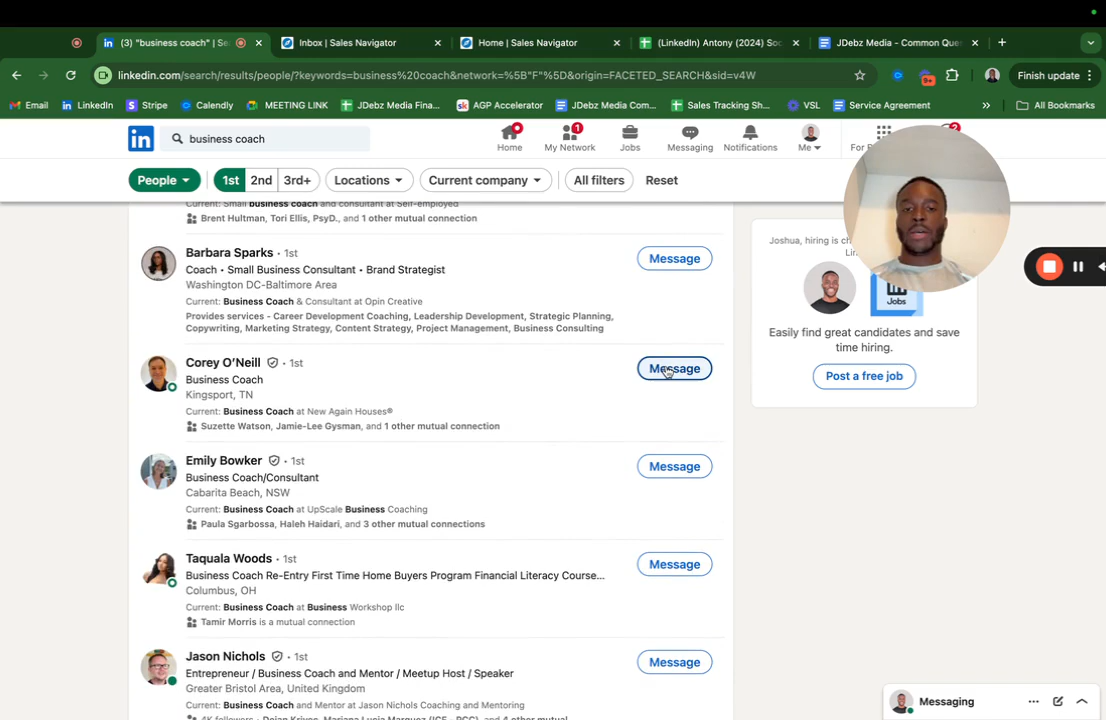 (3) "business coach" | Se
Inbox | Sales Navigator
Home | Sales Navigator
(LinkedIn) Antony (2024) Soc
JDebz Media - Common Que
linkedin.com/search/results/people/?keywords=business%20coach&network=%5B"F"%5D&origin=FACETED_SEARCH&sid=v4W
9+
Finish update
Email
LinkedIn
Stripe
Calendly
MEETING LINK
JDebz Media Fina...
AGP Accelerator
JDebz Media Com...
Sales Tracking Sh...
VSL
Service Agreement
»
All Bookmarks
in
business coach
Home
1
My Network
Jobs
Messaging
Notifications
Me
2
People
1st
2nd
3rd+
Locations
Current company
All filters
Reset
Brent Hultman, Tori Ellis, PsyD., and 1 other mutual connection
Barbara Sparks • 1st
Message
Coach • Small Business Consultant • Brand Strategist
Washington DC-Baltimore Area
Current: Business Coach & Consultant at Opin Creative
Provides services - Career Development Coaching, Leadership Development, Strategic Planning,
Copywriting, Marketing Strategy, Content Strategy, Project Management, Business Consulting
Corey O'Neill • 1st
Message
Business Coach
Kingsport, TN
Current: Business Coach at New Again Houses®
Suzette Watson, Jamie-Lee Gysman, and 1 other mutual connection
Emily Bowker • 1st
Message
Business Coach/Consultant
Cabarita Beach, NSW
Current: Business Coach at UpScale Business Coaching
Paula Sgarbossa, Haleh Haidari, and 3 other mutual connections
Taquala Woods • 1st
Message
Business Coach Re-Entry First Time Home Buyers Program Financial Literacy Course...
Columbus, OH
Current: Business Coach at Business Workshop llc
Tamir Morris is a mutual connection
Jason Nichols • 1st
Message
Entrepreneur / Business Coach and Mentor / Meetup Host / Speaker
Greater Bristol Area, United Kingdom
Current: Business Coach and Mentor at Jason Nichols Coaching and Mentoring
Joshua, hiring is
Jobs
Easily find great candidates and save
time hiring.
Post a free job
Messaging